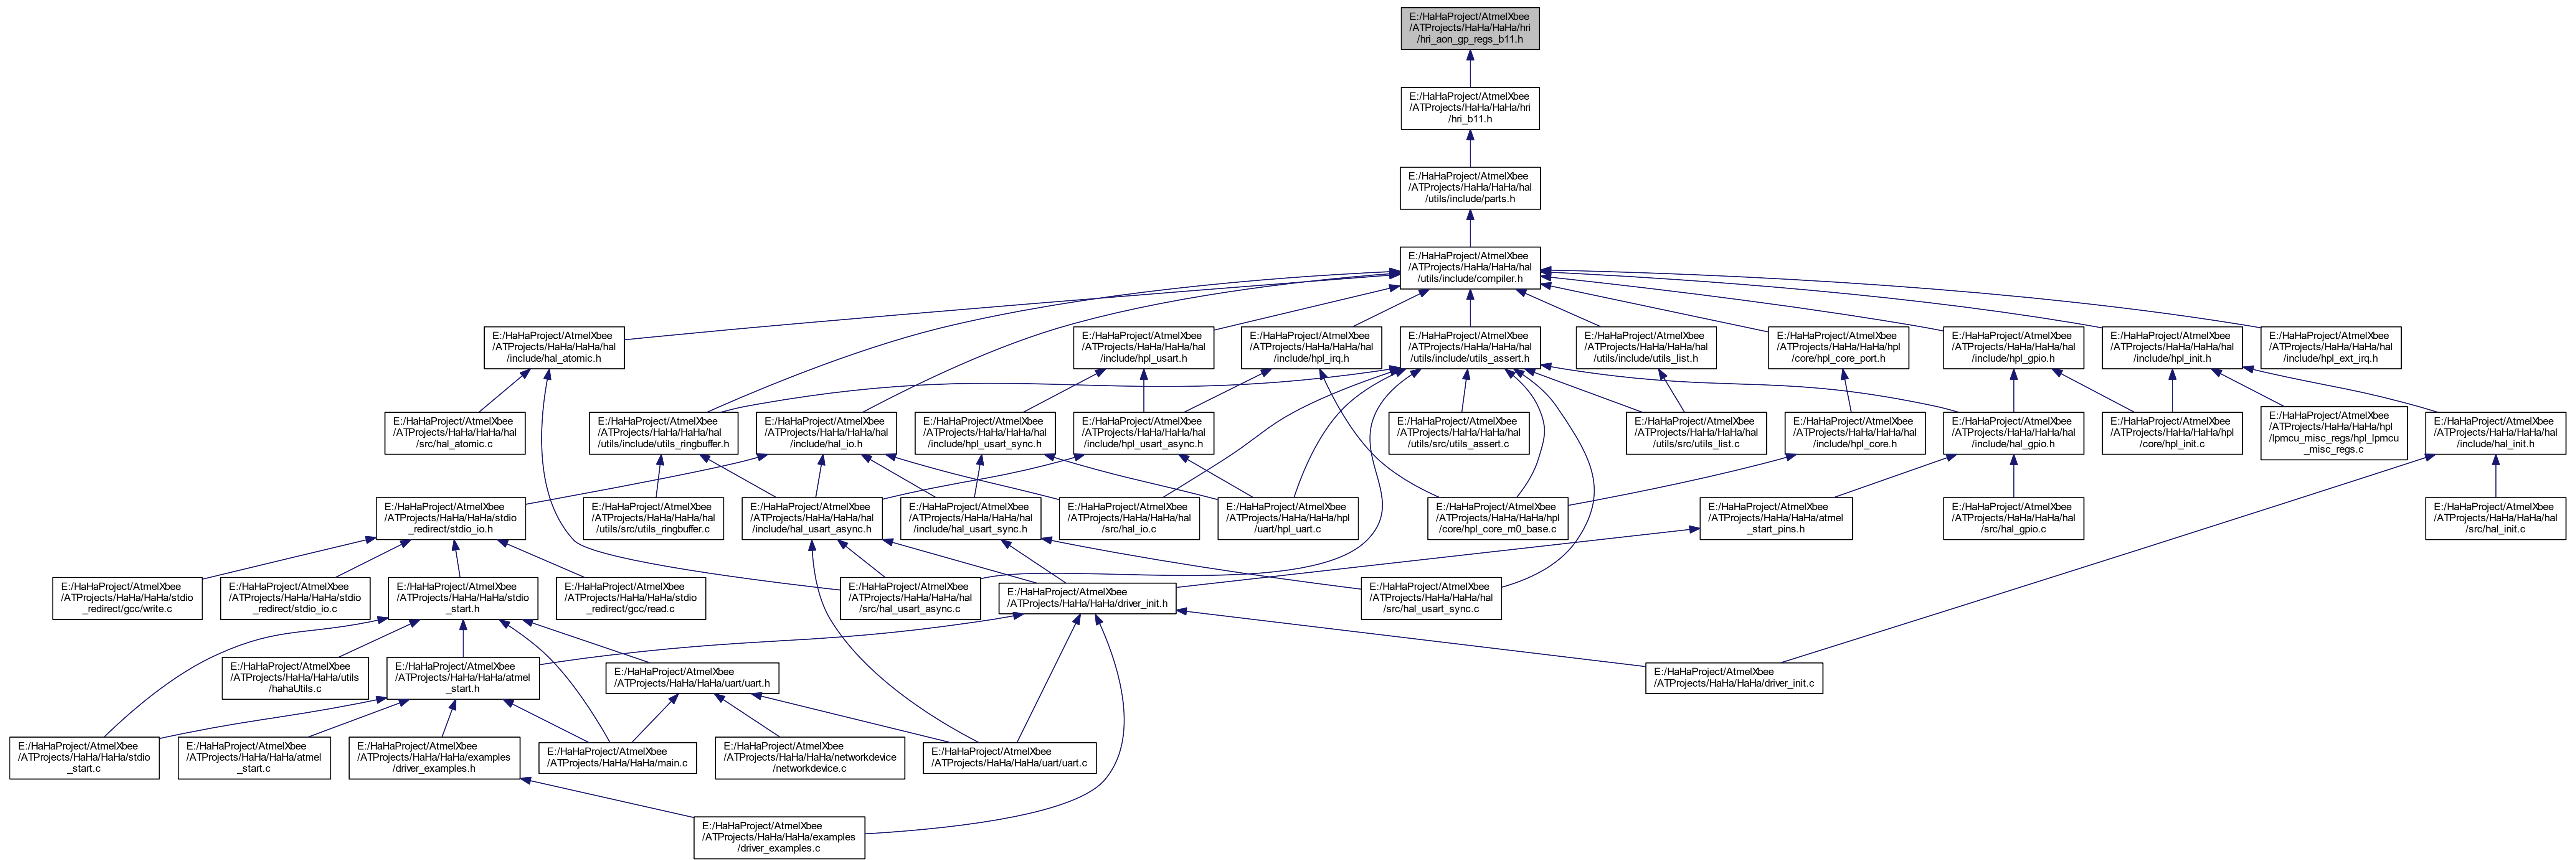 E:/HaHaProject/AtmelXbee
/ATProjects/HaHa/HaHa/hri
/hri_aon_gp_regs_b11.h
E:/HaHaProject/AtmelXbee
/ATProjects/HaHa/HaHa/hri
/hri_b11.h
E:/HaHaProject/AtmelXbee
/ATProjects/HaHa/HaHa/hal
/utils/include/parts.h
E:/HaHaProject/AtmelXbee
/ATProjects/HaHa/HaHa/hal
/utils/include/compiler.h
E:/HaHaProject/AtmelXbee
/ATProjects/HaHa/HaHa/hal
/include/hal_atomic.h
E:/HaHaProject/AtmelXbee
/ATProjects/HaHa/HaHa/hal
/include/hpl_usart.h
E:/HaHaProject/AtmelXbee
/ATProjects/HaHa/HaHa/hal
/include/hpl_irq.h
E:/HaHaProject/AtmelXbee
/ATProjects/HaHa/HaHa/hal
/utils/include/utils_assert.h
E:/HaHaProject/AtmelXbee
/ATProjects/HaHa/HaHa/hal
/utils/include/utils_list.h
E:/HaHaProject/AtmelXbee
/ATProjects/HaHa/HaHa/hpl
/core/hpl_core_port.h
E:/HaHaProject/AtmelXbee
/ATProjects/HaHa/HaHa/hal
/include/hpl_gpio.h
E:/HaHaProject/AtmelXbee
/ATProjects/HaHa/HaHa/hal
/include/hpl_init.h
E:/HaHaProject/AtmelXbee
/ATProjects/HaHa/HaHa/hal
/include/hpl_ext_irq.h
E:/HaHaProject/AtmelXbee
/ATProjects/HaHa/HaHa/hal
/src/hal_atomic.c
E:/HaHaProject/AtmelXbee
/ATProjects/HaHa/HaHa/hal
/utils/include/utils_ringbuffer.h
E:/HaHaProject/AtmelXbee
/ATProjects/HaHa/HaHa/hal
/include/hal_io.h
E:/HaHaProject/AtmelXbee
/ATProjects/HaHa/HaHa/hal
/include/hpl_usart_sync.h
E:/HaHaProject/AtmelXbee
/ATProjects/HaHa/HaHa/hal
/include/hpl_usart_async.h
E:/HaHaProject/AtmelXbee
/ATProjects/HaHa/HaHa/hal
/utils/src/utils_assert.c
E:/HaHaProject/AtmelXbee
/ATProjects/HaHa/HaHa/hal
/utils/src/utils_list.c
E:/HaHaProject/AtmelXbee
/ATProjects/HaHa/HaHa/hal
/include/hpl_core.h
E:/HaHaProject/AtmelXbee
/ATProjects/HaHa/HaHa/hal
/include/hal_gpio.h
E:/HaHaProject/AtmelXbee
/ATProjects/HaHa/HaHa/hpl
/core/hpl_init.c
E:/HaHaProject/AtmelXbee
/ATProjects/HaHa/HaHa/hpl
/lpmcu_misc_regs/hpl_lpmcu
_misc_regs.c
E:/HaHaProject/AtmelXbee
/ATProjects/HaHa/HaHa/hal
/include/hal_init.h
E:/HaHaProject/AtmelXbee
/ATProjects/HaHa/HaHa/stdio
_redirect/stdio_io.h
E:/HaHaProject/AtmelXbee
/ATProjects/HaHa/HaHa/hal
/utils/src/utils_ringbuffer.c
E:/HaHaProject/AtmelXbee
/ATProjects/HaHa/HaHa/hal
/include/hal_usart_async.h
E:/HaHaProject/AtmelXbee
/ATProjects/HaHa/HaHa/hal
/include/hal_usart_sync.h
E:/HaHaProject/AtmelXbee
/ATProjects/HaHa/HaHa/hal
/src/hal_io.c
E:/HaHaProject/AtmelXbee
/ATProjects/HaHa/HaHa/hpl
/uart/hpl_uart.c
E:/HaHaProject/AtmelXbee
/ATProjects/HaHa/HaHa/hpl
/core/hpl_core_m0_base.c
E:/HaHaProject/AtmelXbee
/ATProjects/HaHa/HaHa/atmel
_start_pins.h
E:/HaHaProject/AtmelXbee
/ATProjects/HaHa/HaHa/hal
/src/hal_gpio.c
E:/HaHaProject/AtmelXbee
/ATProjects/HaHa/HaHa/hal
/src/hal_init.c
E:/HaHaProject/AtmelXbee
/ATProjects/HaHa/HaHa/stdio
_redirect/gcc/write.c
E:/HaHaProject/AtmelXbee
/ATProjects/HaHa/HaHa/stdio
_redirect/stdio_io.c
E:/HaHaProject/AtmelXbee
/ATProjects/HaHa/HaHa/stdio
_start.h
E:/HaHaProject/AtmelXbee
/ATProjects/HaHa/HaHa/stdio
_redirect/gcc/read.c
E:/HaHaProject/AtmelXbee
/ATProjects/HaHa/HaHa/hal
/src/hal_usart_async.c
E:/HaHaProject/AtmelXbee
/ATProjects/HaHa/HaHa/driver_init.h
E:/HaHaProject/AtmelXbee
/ATProjects/HaHa/HaHa/hal
/src/hal_usart_sync.c
E:/HaHaProject/AtmelXbee
/ATProjects/HaHa/HaHa/utils
/hahaUtils.c
E:/HaHaProject/AtmelXbee
/ATProjects/HaHa/HaHa/atmel
_start.h
E:/HaHaProject/AtmelXbee
/ATProjects/HaHa/HaHa/uart/uart.h
E:/HaHaProject/AtmelXbee
/ATProjects/HaHa/HaHa/driver_init.c
E:/HaHaProject/AtmelXbee
/ATProjects/HaHa/HaHa/stdio
_start.c
E:/HaHaProject/AtmelXbee
/ATProjects/HaHa/HaHa/atmel
_start.c
E:/HaHaProject/AtmelXbee
/ATProjects/HaHa/HaHa/examples
/driver_examples.h
E:/HaHaProject/AtmelXbee
/ATProjects/HaHa/HaHa/main.c
E:/HaHaProject/AtmelXbee
/ATProjects/HaHa/HaHa/networkdevice
/networkdevice.c
E:/HaHaProject/AtmelXbee
/ATProjects/HaHa/HaHa/uart/uart.c
E:/HaHaProject/AtmelXbee
/ATProjects/HaHa/HaHa/examples
/driver_examples.c